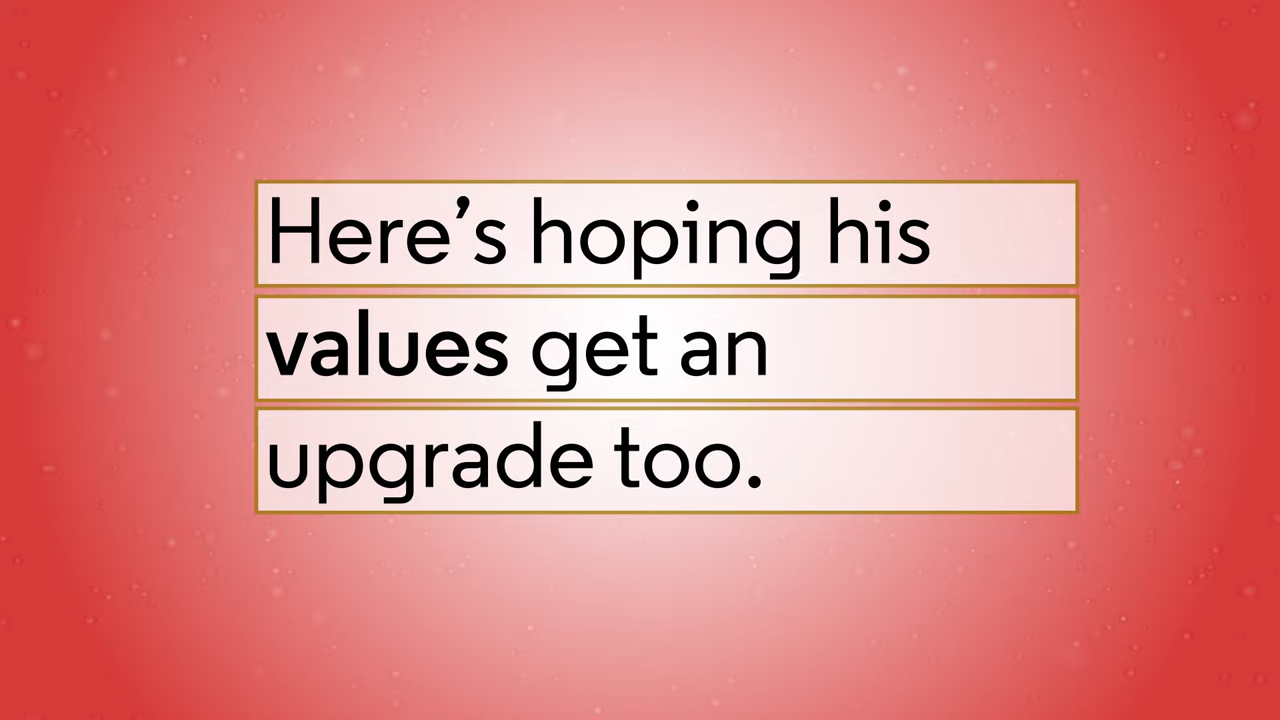 Here’s hoping his
values get an
upgrade too.